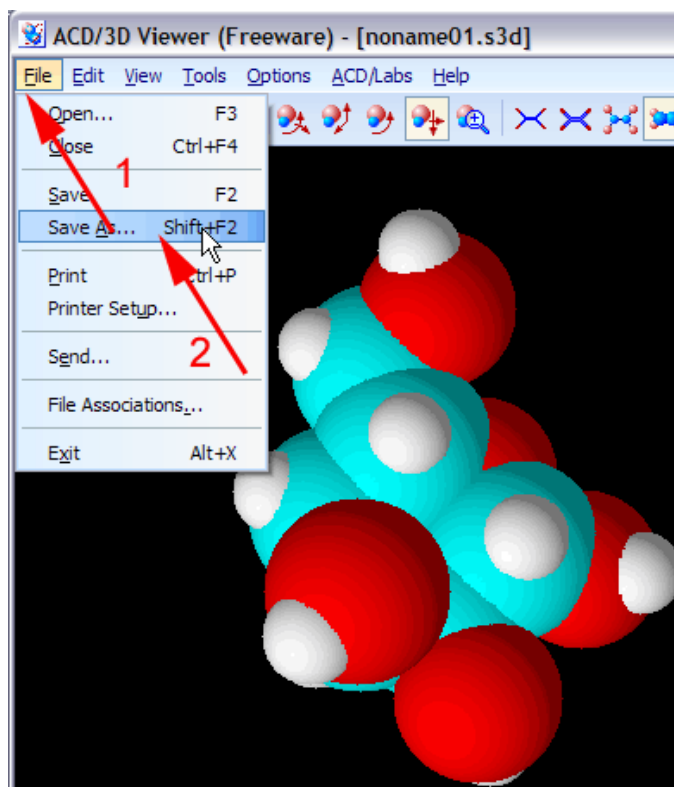 ACD/3D Viewer (Freeware) - [noname01.s3d]
File Edit View Tools Options ACD/Labs Help
Open... F3
Close Ctrl+F4
1
Save F2
Save As... Shift+F2
Print Ctrl+P
Printer Setup...
Send... 2
File Associations...
Exit Alt+X